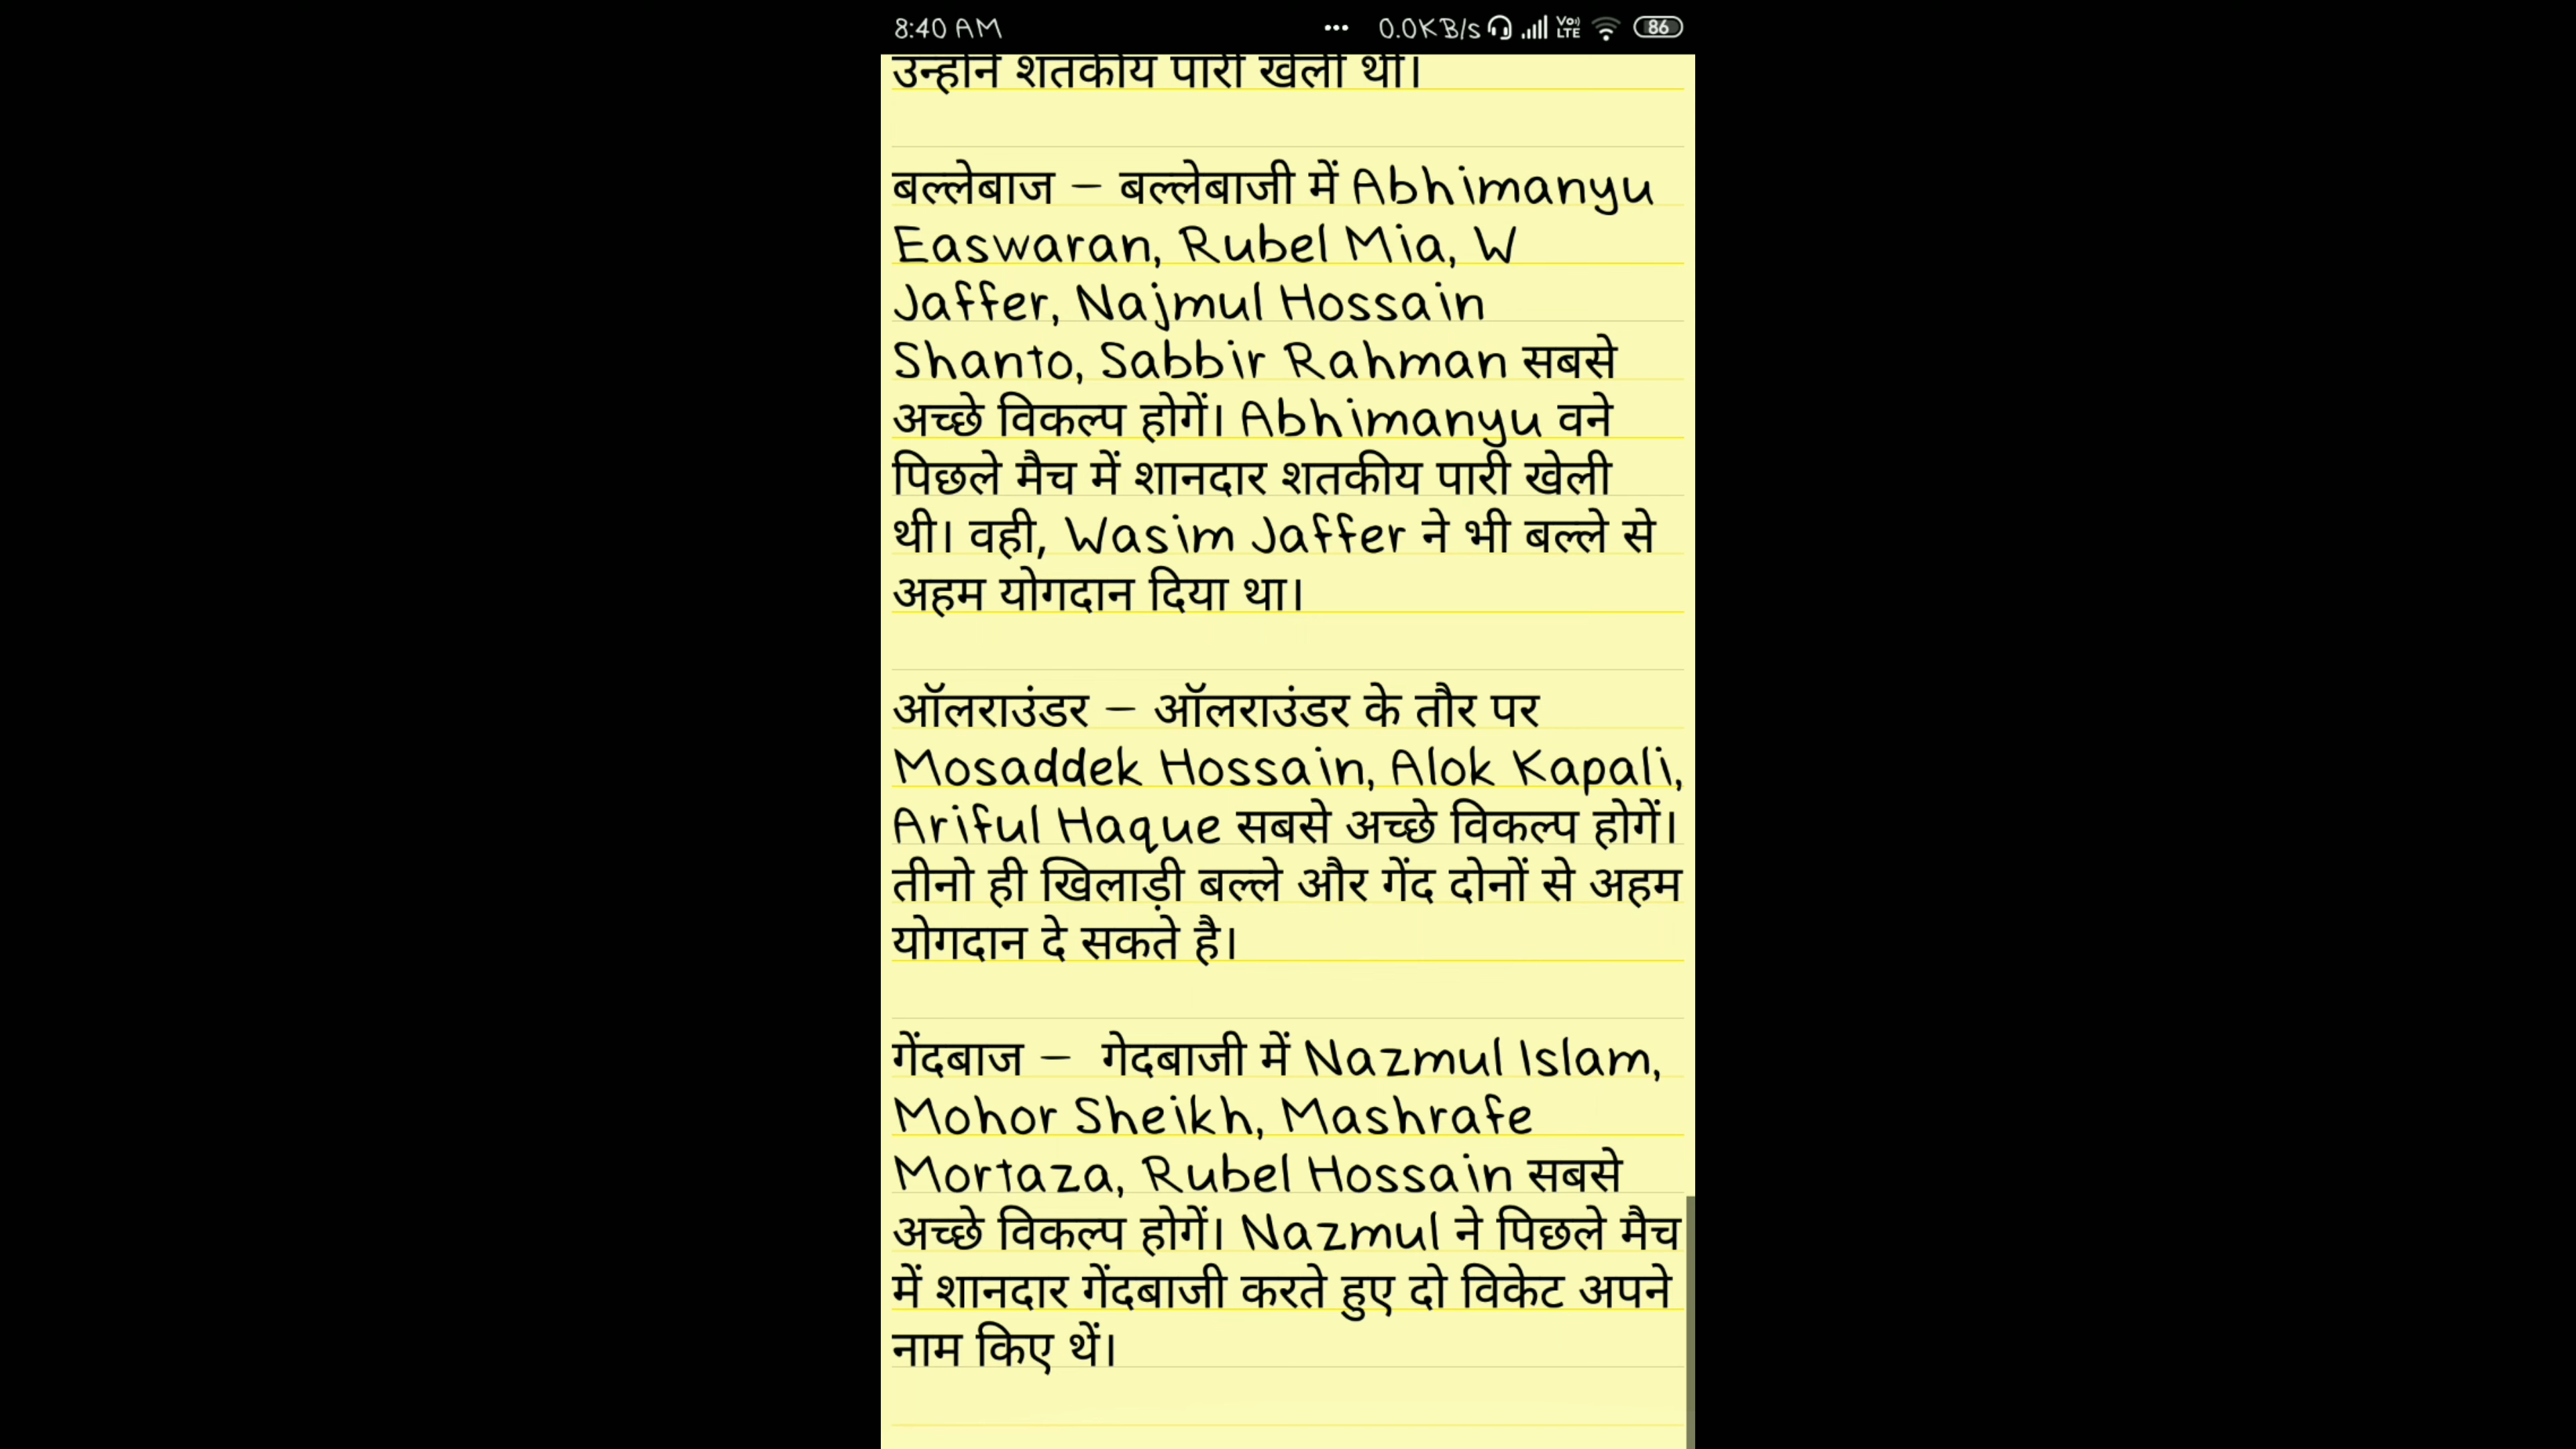 8:40 AM ... 0.0KB/s Vo) LTE 86
उन्होंने शतकीय पारी खेली थी।
बल्लेबाज – बल्लेबाजी में Abhimanyu
Easwaran, Rubel Mia, W
Jaffer, Najmul Hossain
Shanto, Sabbir Rahman सबसे
अच्छे विकल्प होगें। Abhimanyu वने
पिछले मैच में शानदार शतकीय पारी खेली
थी। वही, Wasim Jaffer ने भी बल्ले से
अहम योगदान दिया था।
ऑलराउंडर – ऑलराउंडर के तौर पर
Mosaddek Hossain, Alok Kapali,
Ariful Haque सबसे अच्छे विकल्प होगें।
तीनो ही खिलाड़ी बल्ले और गेंद दोनों से अहम
योगदान दे सकते है।
गेंदबाज – गेदबाजी में Nazmul Islam,
Mohor Sheikh, Mashrafe
Mortaza, Rubel Hossain सबसे
अच्छे विकल्प होगें। Nazmul ने पिछले मैच
में शानदार गेंदबाजी करते हुए दो विकेट अपने
नाम किए थें।